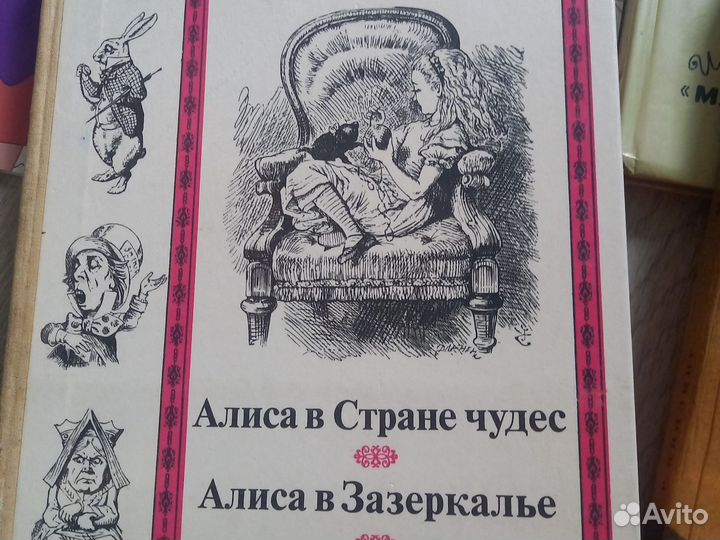 «М
Алиса в Стране чудес
Алиса в Зазеркалье
Avito